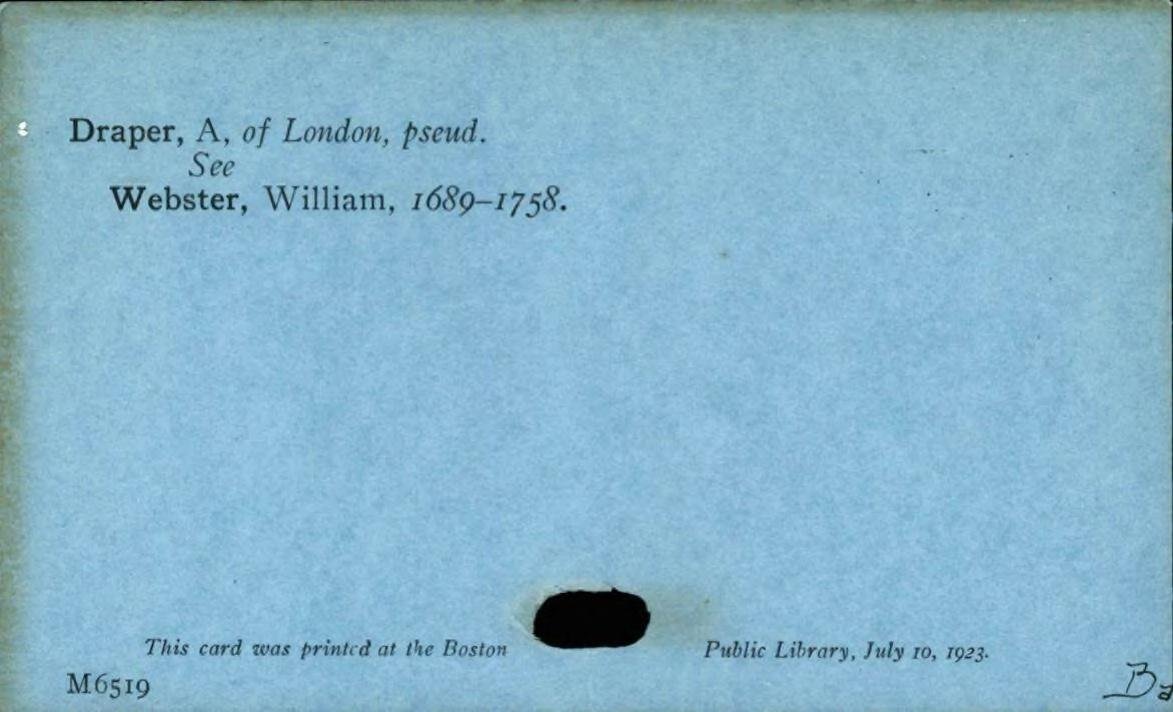 Draper, A, of London, pseud.
See
Webster, William, 1689–1758.
This card was printed at the Boston Public Library, July 10, 1923.
M6519